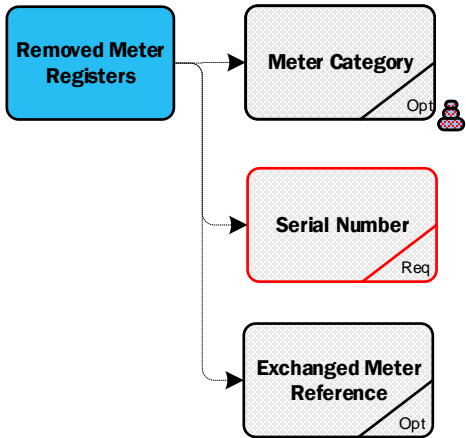 Removed Meter
Registers
Meter Category
Opt
Serial Number
Req
Exchanged Meter
Reference
Opt